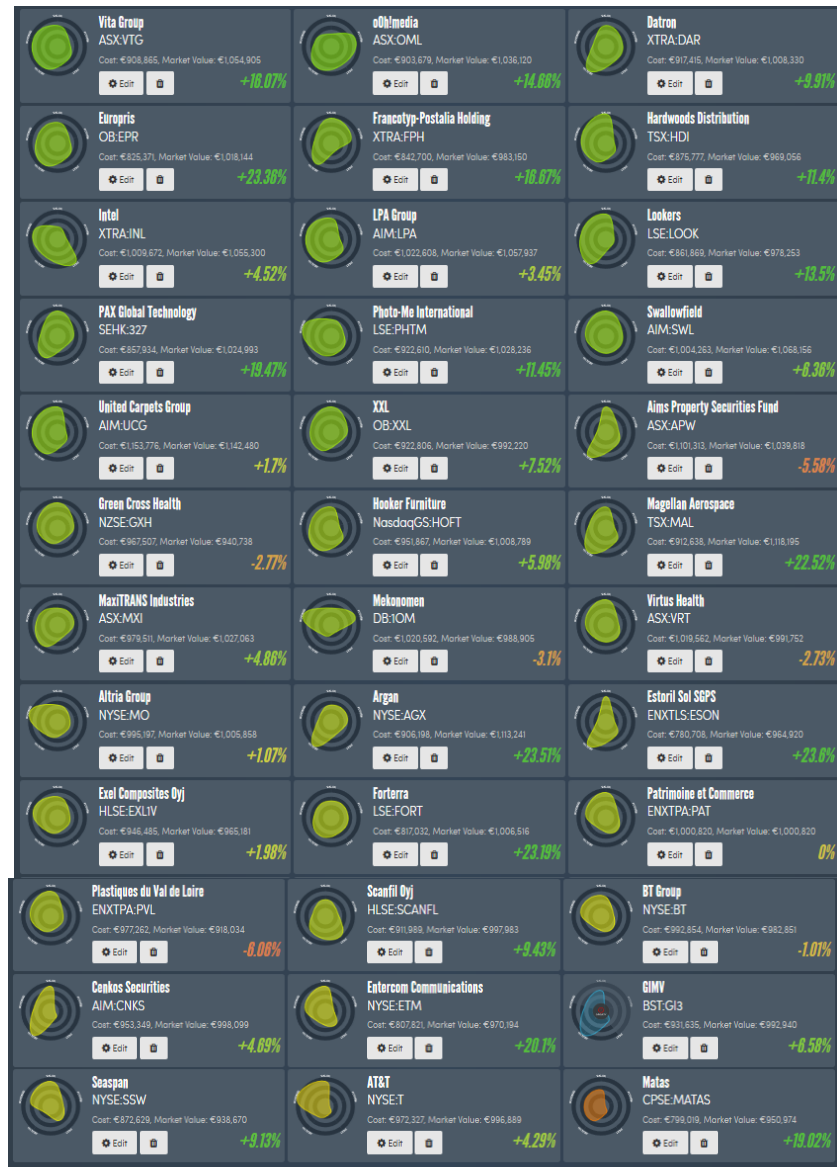 Vita Group
ASX:VTG
Cost: €908,865, Market Value: €1,054,905
Edit
+16.07%
oOh!media
ASX:OML
Cost: €903,679, Market Value: €1,036,120
Edit
+14.66%
Datron
XTRA:DAR
Cost: €917,415, Market Value: €1,008,330
Edit
+9.91%
Europris
OB:EPR
Cost: €825,371, Market Value: €1,018,144
Edit
+23.36%
Francotyp-Postalia Holding
XTRA:FPH
Cost: €842,700, Market Value: €983,150
Edit
+16.67%
Hardwoods Distribution
TSX:HDI
Cost: €875,777, Market Value: €969,056
Edit
+11.4%
Intel
XTRA:INL
Cost: €1,009,672, Market Value: €1,055,300
Edit
+4.52%
LPA Group
AIM:LPA
Cost: €1,022,608, Market Value: €1,057,937
Edit
+3.45%
Lookers
LSE:LOOK
Cost: €861,869, Market Value: €978,253
Edit
+13.5%
PAX Global Technology
SEHK:327
Cost: €857,934, Market Value: €1,024,993
Edit
+19.47%
Photo-Me International
LSE:PHTM
Cost: €922,610, Market Value: €1,028,236
Edit
+11.45%
Swallowfield
AIM:SWL
Cost: €1,004,263, Market Value: €1,068,156
Edit
+6.36%
United Carpets Group
AIM:UCG
Cost: €1,153,776, Market Value: €1,142,480
Edit
+1.7%
XXL
OB:XXL
Cost: €922,806, Market Value: €992,220
Edit
+7.52%
Aims Property Securities Fund
ASX:APW
Cost: €1,101,313, Market Value: €1,039,818
Edit
-5.58%
Green Cross Health
NZSE:GXH
Cost: €967,507, Market Value: €940,738
Edit
-2.77%
Hooker Furniture
NasdaqGS:HOFT
Cost: €951,867, Market Value: €1,008,789
Edit
+5.98%
Magellan Aerospace
TSX:MAL
Cost: €912,638, Market Value: €1,118,195
Edit
+22.52%
MaxiTRANS Industries
ASX:MXI
Cost: €979,511, Market Value: €1,027,063
Edit
+4.86%
Mekonomen
DB:1OM
Cost: €1,020,592, Market Value: €988,905
Edit
-3.1%
Virtus Health
ASX:VRT
Cost: €1,019,562, Market Value: €991,752
Edit
-2.73%
Altria Group
NYSE:MO
Cost: €995,197, Market Value: €1,005,858
Edit
+1.07%
Argan
NYSE:AGX
Cost: €906,198, Market Value: €1,113,241
Edit
+23.51%
Estoril Sol SGPS
ENXTLS:ESON
Cost: €780,708, Market Value: €964,920
Edit
+23.6%
Exel Composites Oyj
HLSE:EXL1V
Cost: €946,485, Market Value: €965,181
Edit
+1.98%
Forterra
LSE:FORT
Cost: €817,032, Market Value: €1,006,516
Edit
+23.19%
Patrimoine et Commerce
ENXTPA:PAT
Cost: €1,000,820, Market Value: €1,000,820
Edit
0%
Plastiques du Val de Loire
ENXTPA:PVL
Cost: €977,262, Market Value: €918,034
Edit
-6.06%
Scanfil Oyj
HLSE:SCANFL
Cost: €911,989, Market Value: €997,983
Edit
+9.43%
BT Group
NYSE:BT
Cost: €992,854, Market Value: €982,851
Edit
-1.01%
Cenkos Securities
AIM:CNKS
Cost: €953,349, Market Value: €998,099
Edit
+4.69%
Entercom Communications
NYSE:ETM
Cost: €807,821, Market Value: €970,194
Edit
+20.1%
GIMV
BST:GI3
Cost: €931,635, Market Value: €992,940
Edit
+6.58%
Seaspan
NYSE:SSW
Cost: €872,629, Market Value: €938,670
Edit
+9.13%
AT&T
NYSE:T
Cost: €972,327, Market Value: €996,889
Edit
+4.29%
Matas
CPSE:MATAS
Cost: €799,019, Market Value: €950,974
Edit
+19.02%